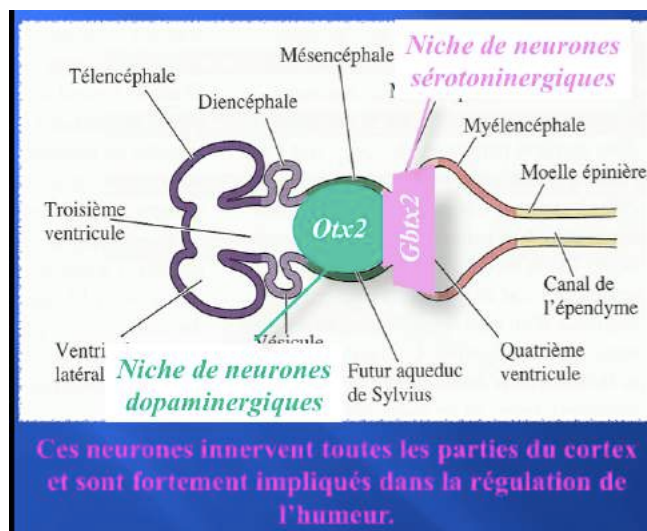 Niche de neurones
sérotoninergiques
Télencéphale
Mésencéphale
Diencéphale
Myélencéphale
Moelle épinière
Troisième
ventricule
Otx2
Gbtx2
Canal de
l'épendyme
latéral
Niche de neurones
dopaminergiques
Futur aqueduc
de Sylvius
Quatrième
ventricule
Ces neurones innervent toutes les parties du cortex
et sont fortement impliqués dans la régulation de
l'humeur.